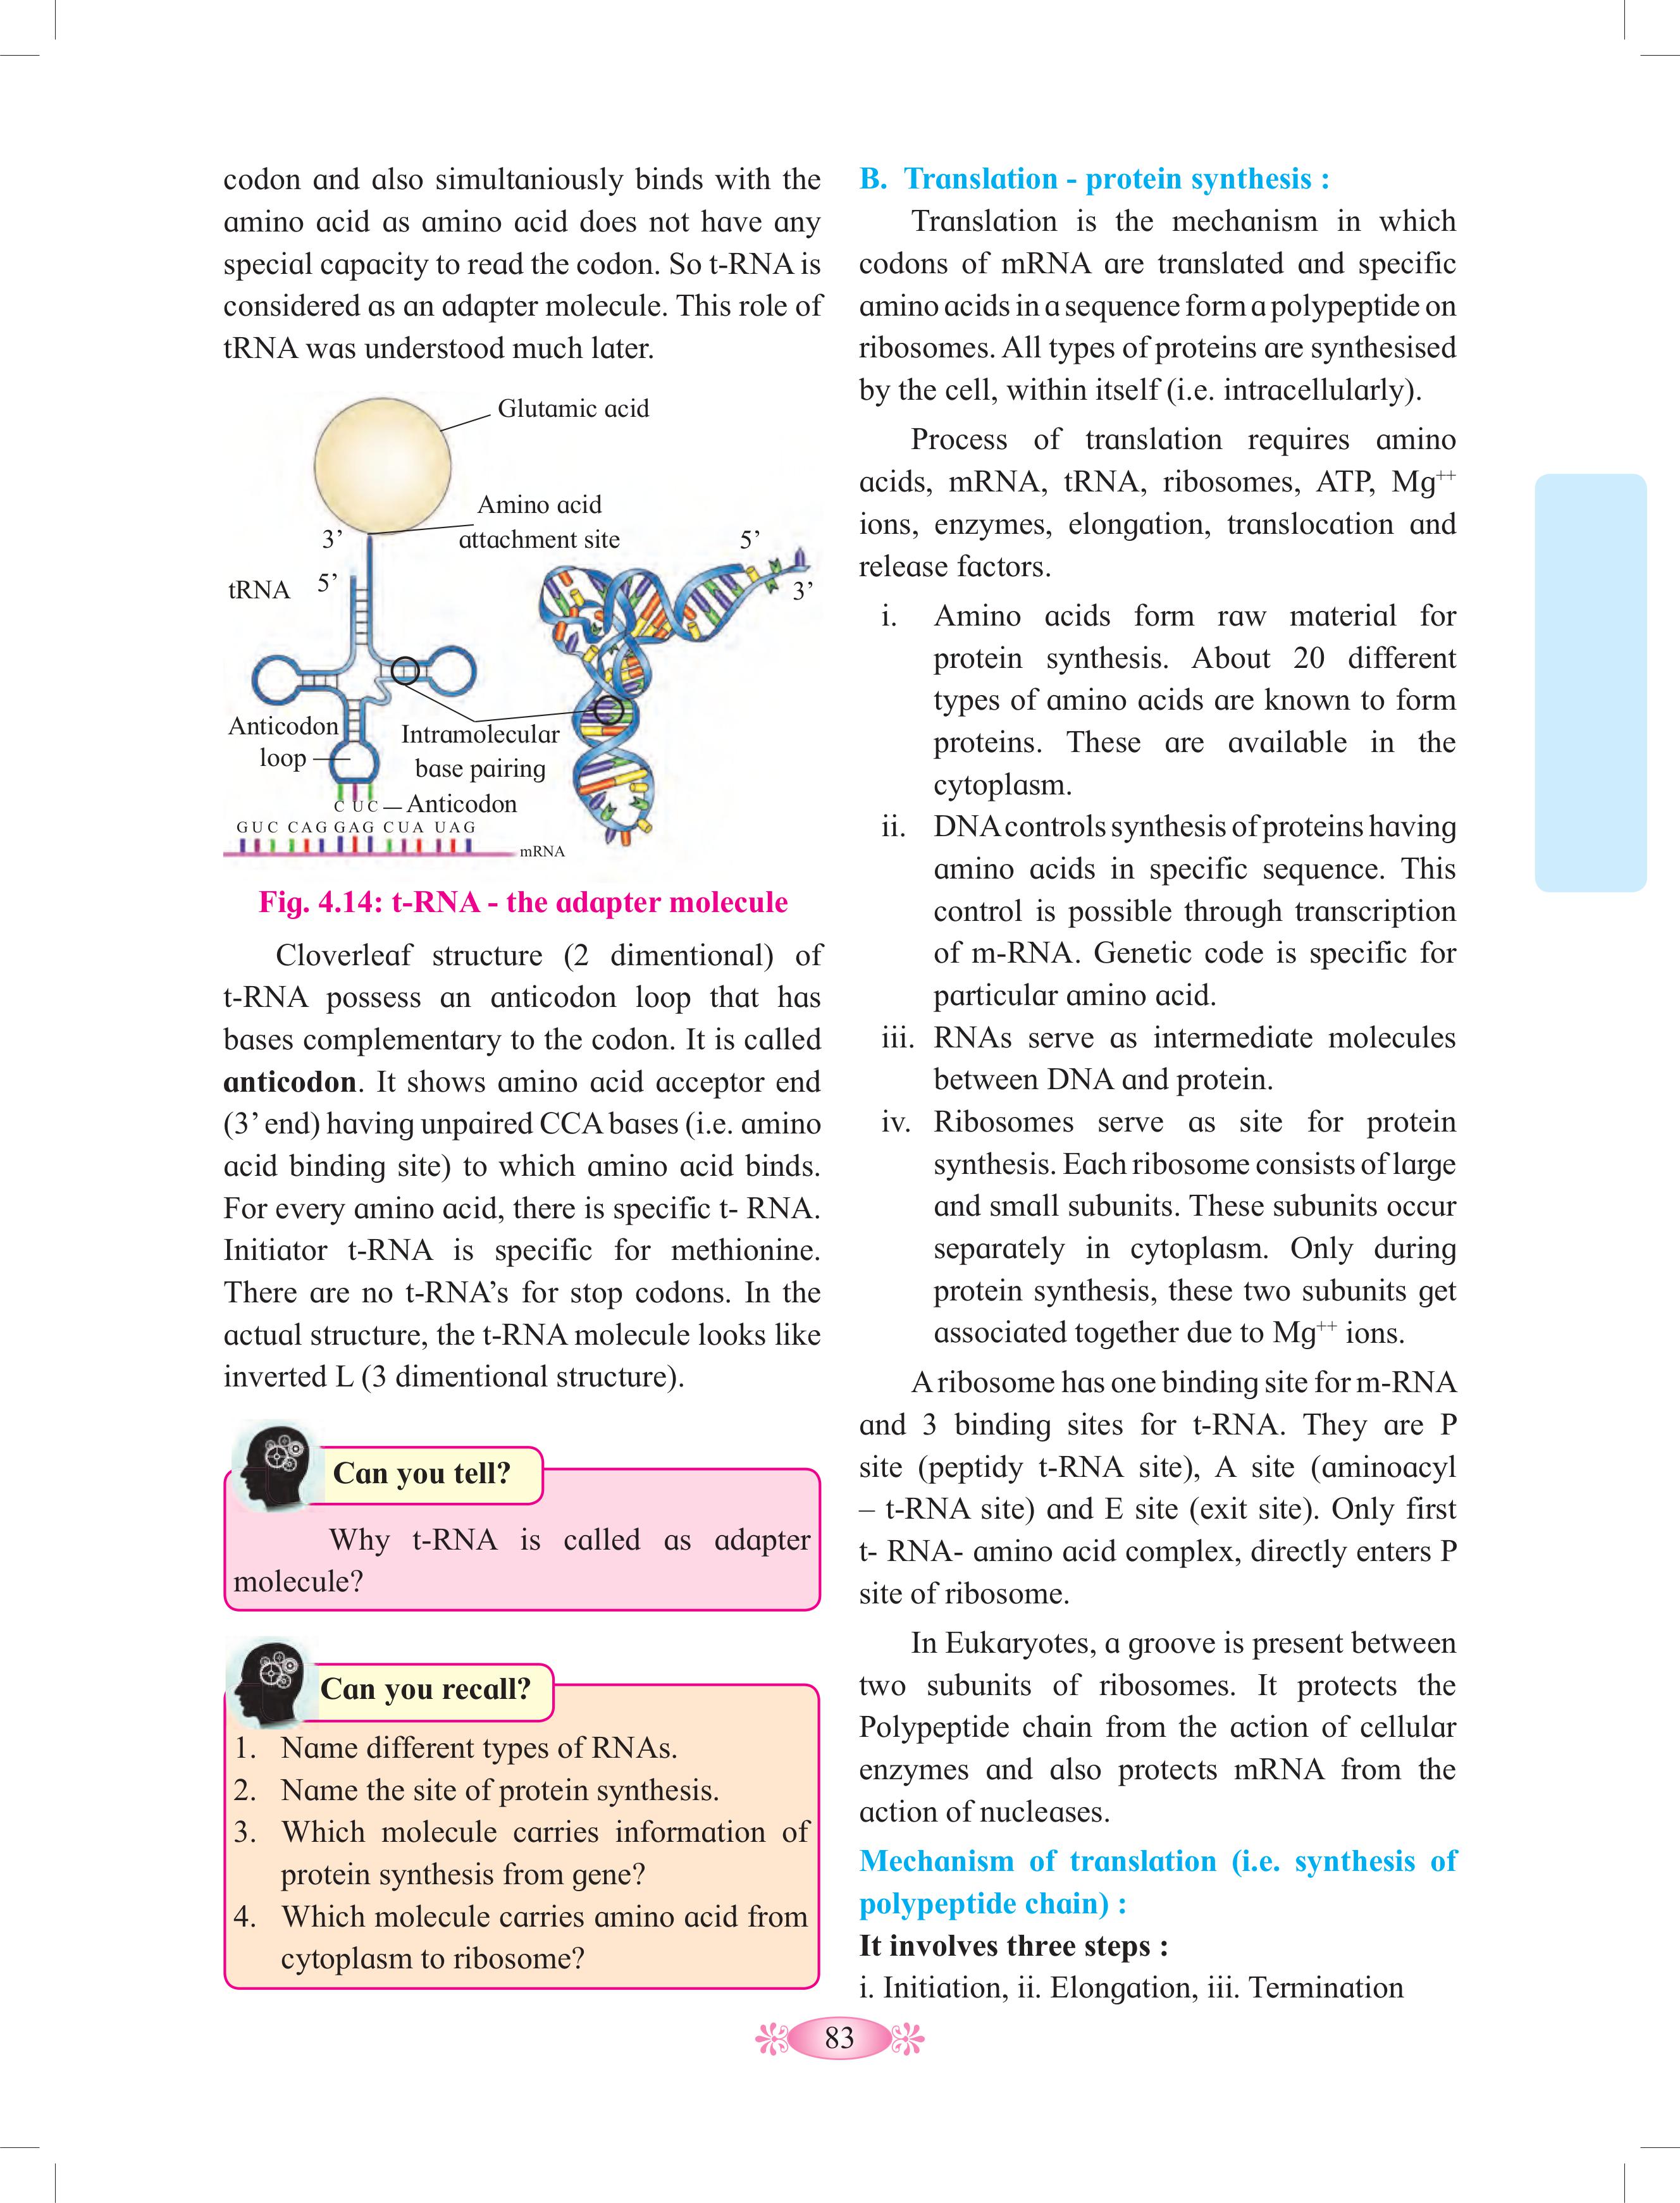 codon and also simultaniously binds with the
amino acid as amino acid does not have any
special capacity to read the codon. So t-RNA is
considered as an adapter molecule. This role of
tRNA was understood much later.
Glutamic acid
Amino acid
attachment site
3’
5’
tRNA
5’
3’
Anticodon
loop
Intramolecular
base pairing
C U C — Anticodon
GUC CAG GAG CUA UAG
mRNA
Fig. 4.14: t-RNA - the adapter molecule
Cloverleaf structure (2 dimentional) of
t-RNA possess an anticodon loop that has
bases complementary to the codon. It is called
anticodon. It shows amino acid acceptor end
(3’ end) having unpaired CCA bases (i.e. amino
acid binding site) to which amino acid binds.
For every amino acid, there is specific t- RNA.
Initiator t-RNA is specific for methionine.
There are no t-RNA’s for stop codons. In the
actual structure, the t-RNA molecule looks like
inverted L (3 dimentional structure).
Can you tell?
Why t-RNA is called as adapter
molecule?
Can you recall?
1. Name different types of RNAs.
2. Name the site of protein synthesis.
3. Which molecule carries information of
protein synthesis from gene?
4. Which molecule carries amino acid from
cytoplasm to ribosome?
B. Translation - protein synthesis :
Translation is the mechanism in which
codons of mRNA are translated and specific
amino acids in a sequence form a polypeptide on
ribosomes. All types of proteins are synthesised
by the cell, within itself (i.e. intracellularly).
Process of translation requires amino
acids, mRNA, tRNA, ribosomes, ATP, Mg⁺⁺
ions, enzymes, elongation, translocation and
release factors.
i. Amino acids form raw material for
protein synthesis. About 20 different
types of amino acids are known to form
proteins. These are available in the
cytoplasm.
ii. DNA controls synthesis of proteins having
amino acids in specific sequence. This
control is possible through transcription
of m-RNA. Genetic code is specific for
particular amino acid.
iii. RNAs serve as intermediate molecules
between DNA and protein.
iv. Ribosomes serve as site for protein
synthesis. Each ribosome consists of large
and small subunits. These subunits occur
separately in cytoplasm. Only during
protein synthesis, these two subunits get
associated together due to Mg⁺⁺ ions.
A ribosome has one binding site for m-RNA
and 3 binding sites for t-RNA. They are P
site (peptidy t-RNA site), A site (aminoacyl
– t-RNA site) and E site (exit site). Only first
t- RNA- amino acid complex, directly enters P
site of ribosome.
In Eukaryotes, a groove is present between
two subunits of ribosomes. It protects the
Polypeptide chain from the action of cellular
enzymes and also protects mRNA from the
action of nucleases.
Mechanism of translation (i.e. synthesis of
polypeptide chain) :
It involves three steps :
i. Initiation, ii. Elongation, iii. Termination
83